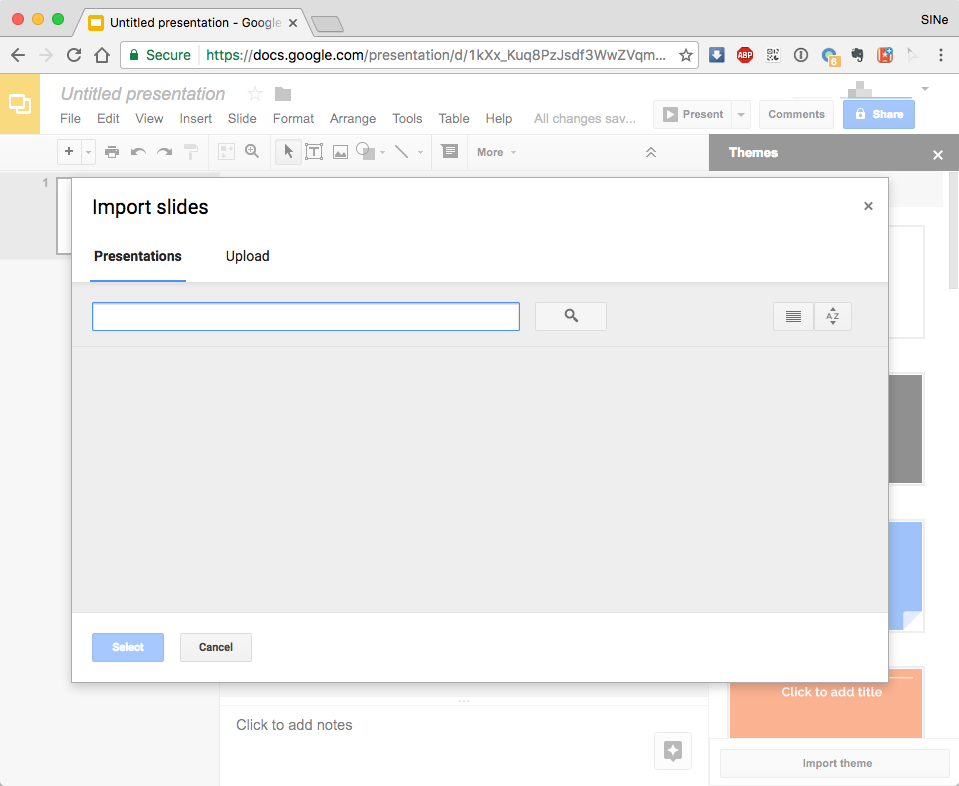 Untitled presentation - Google
SINe
Secure
https://docs.google.com/presentation/d/1kXx_Kuq8PzJsdf3WwZVqm...
ABP
6
Untitled presentation
File Edit View Insert Slide Format Arrange Tools Table Help All changes sav...
Present
Comments
Share
More
Themes
1
Import slides
Presentations
Upload
A Z
Select
Cancel
Click to add title
Click to add notes
Import theme